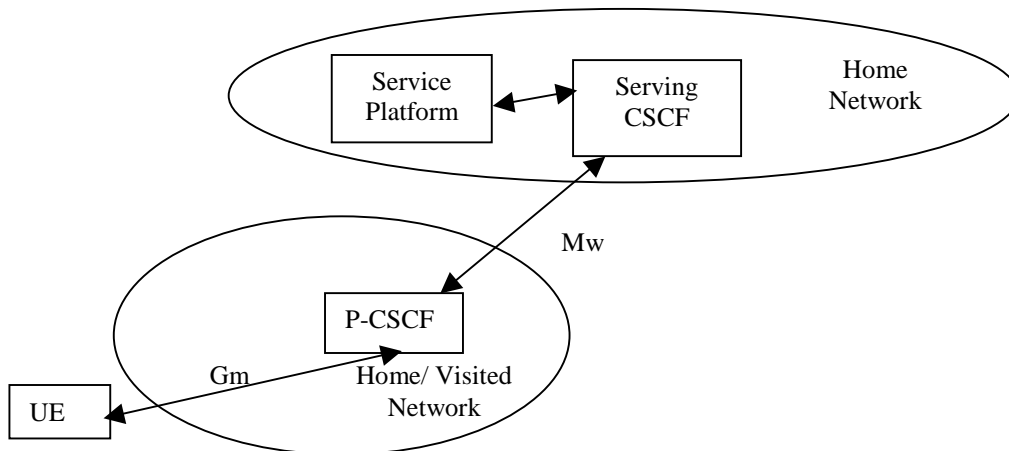 Service
Platform
Serving
CSCF
Home
Network
Mw
P-CSCF
Gm
Home/ Visited
Network
UE